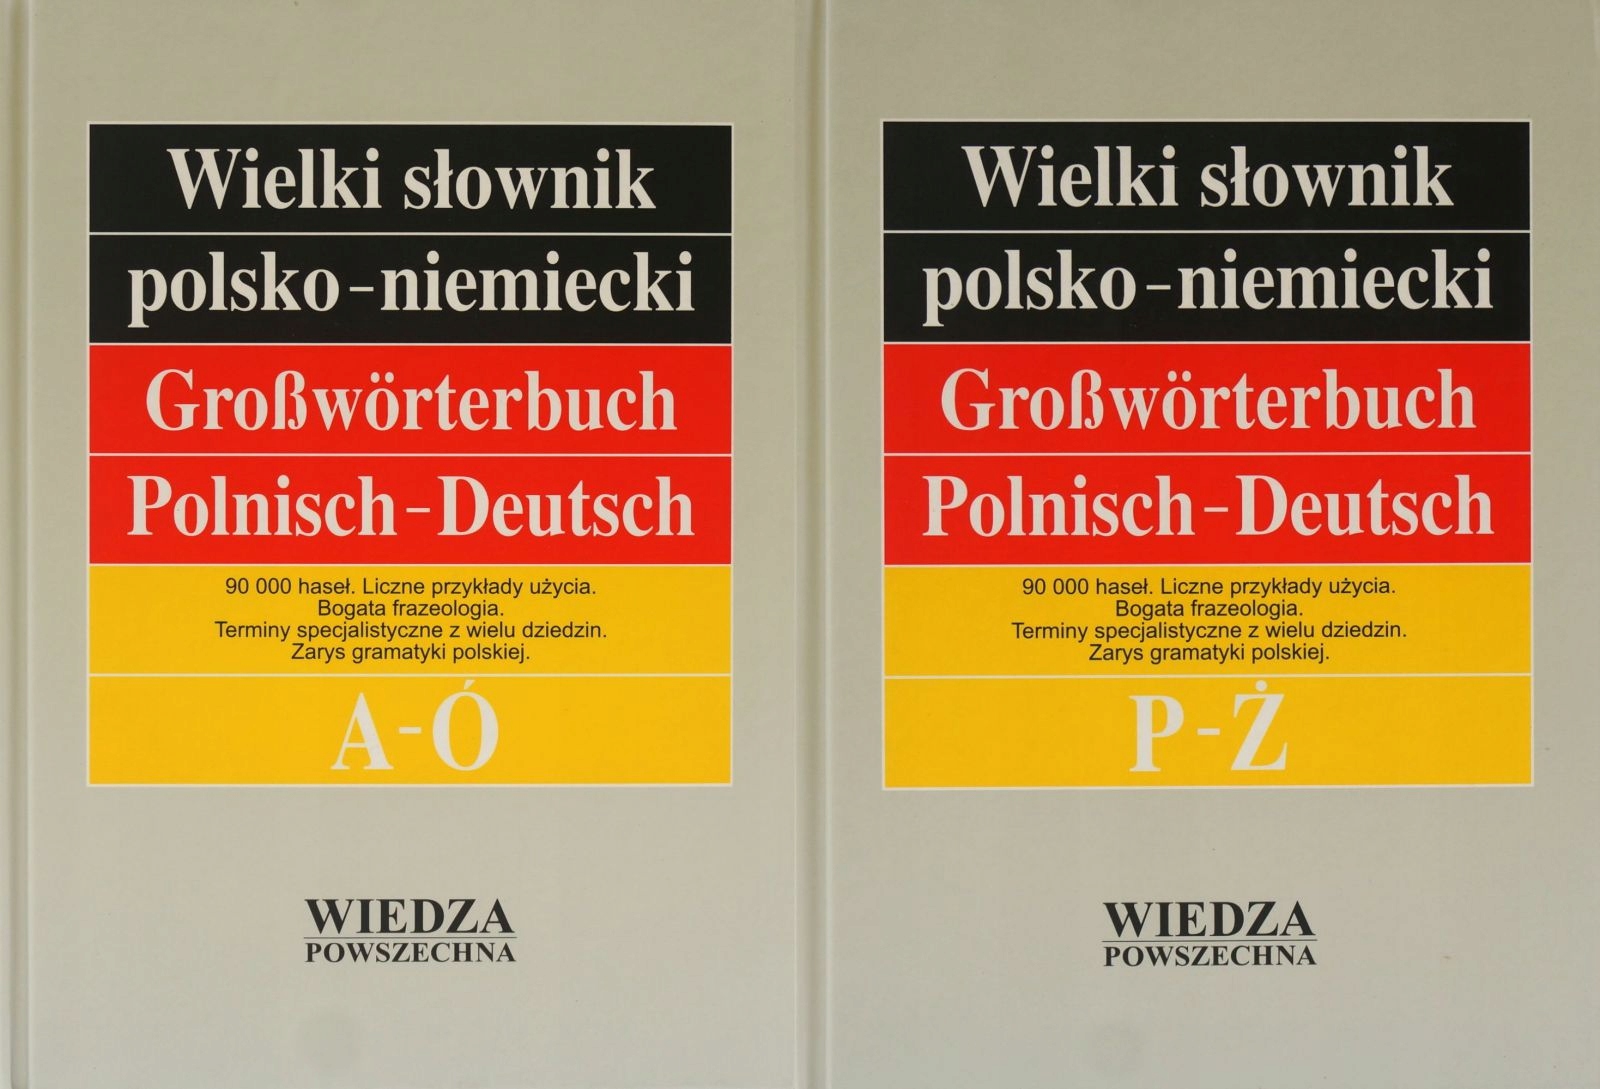 Wielki słownik
polsko-niemiecki
Großwörterbuch
Polnisch-Deutsch
90 000 haseł. Liczne przykłady użycia.
Bogata frazeologia.
Terminy specjalistyczne z wielu dziedzin.
Zarys gramatyki polskiej.
A-Ó
WIEDZA
POWSZECHNA
Wielki słownik
polsko-niemiecki
Großwörterbuch
Polnisch-Deutsch
90 000 haseł. Liczne przykłady użycia.
Bogata frazeologia.
Terminy specjalistyczne z wielu dziedzin.
Zarys gramatyki polskiej.
P-Ż
WIEDZA
POWSZECHNA